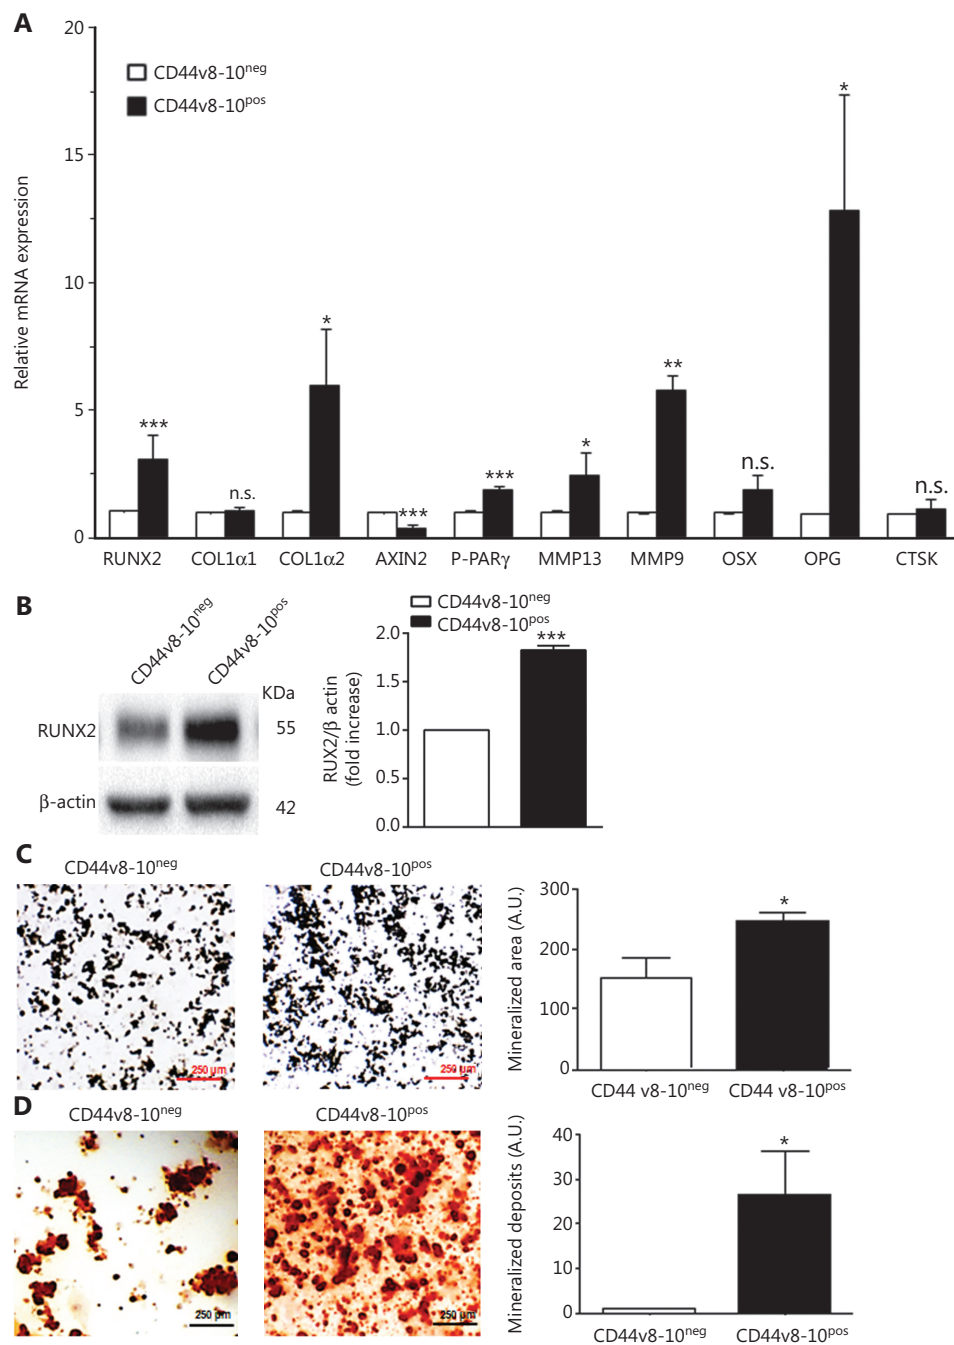 A
20
15
10
5
0
Relative mRNA expression
CD44v8-10neg
CD44v8-10pos
*** n.s. * *** *** * ** n.s. * n.s.
RUNX2 COL1α1 COL1α2 AXIN2 P-PARγ MMP13 MMP9 OSX OPG CTSK
B
CD44v8-10neg CD44v8-10pos
KDa
RUNX2 55
β-actin 42
CD44v8-10neg
CD44v8-10pos
RUX2/β actin
(fold increase)
2.0
1.5
1.0
0.5
0.0
***
C
CD44v8-10neg CD44v8-10pos
250 µm 250 µm
Mineralized area (A.U.)
300
200
100
0
*
CD44 v8-10neg CD44 v8-10pos
D
CD44v8-10neg CD44v8-10pos
250 µm 250 µm
Mineralized deposits (A.U.)
40
30
20
10
0
*
CD44v8-10neg CD44v8-10pos